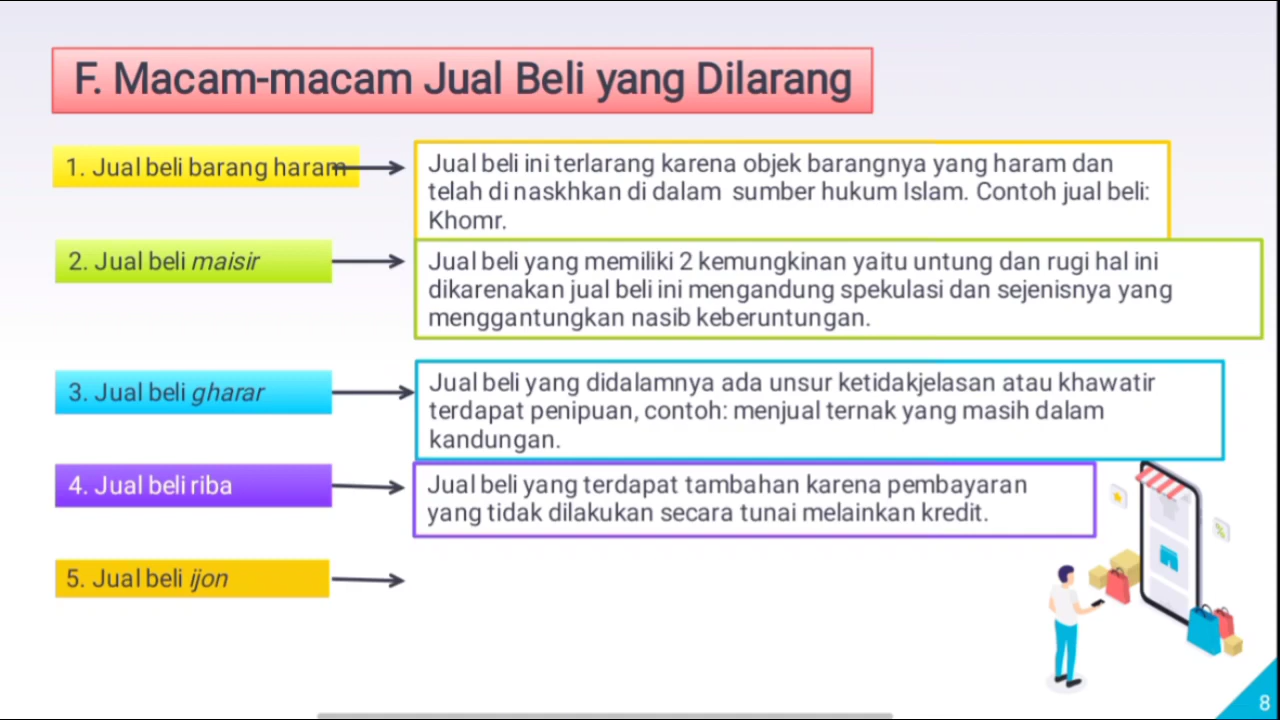 F. Macam-macam Jual Beli yang Dilarang
1. Jual beli barang haram
Jual beli ini terlarang karena objek barangnya yang haram dan
telah di naskhkan di dalam sumber hukum Islam. Contoh jual beli:
Khomr.
2. Jual beli maisir
Jual beli yang memiliki 2 kemungkinan yaitu untung dan rugi hal ini
dikarenakan jual beli ini mengandung spekulasi dan sejenisnya yang
menggantungkan nasib keberuntungan.
3. Jual beli gharar
Jual beli yang didalamnya ada unsur ketidakjelasan atau khawatir
terdapat penipuan, contoh: menjual ternak yang masih dalam
kandungan.
4. Jual beli riba
Jual beli yang terdapat tambahan karena pembayaran
yang tidak dilakukan secara tunai melainkan kredit.
5. Jual beli ijon
8